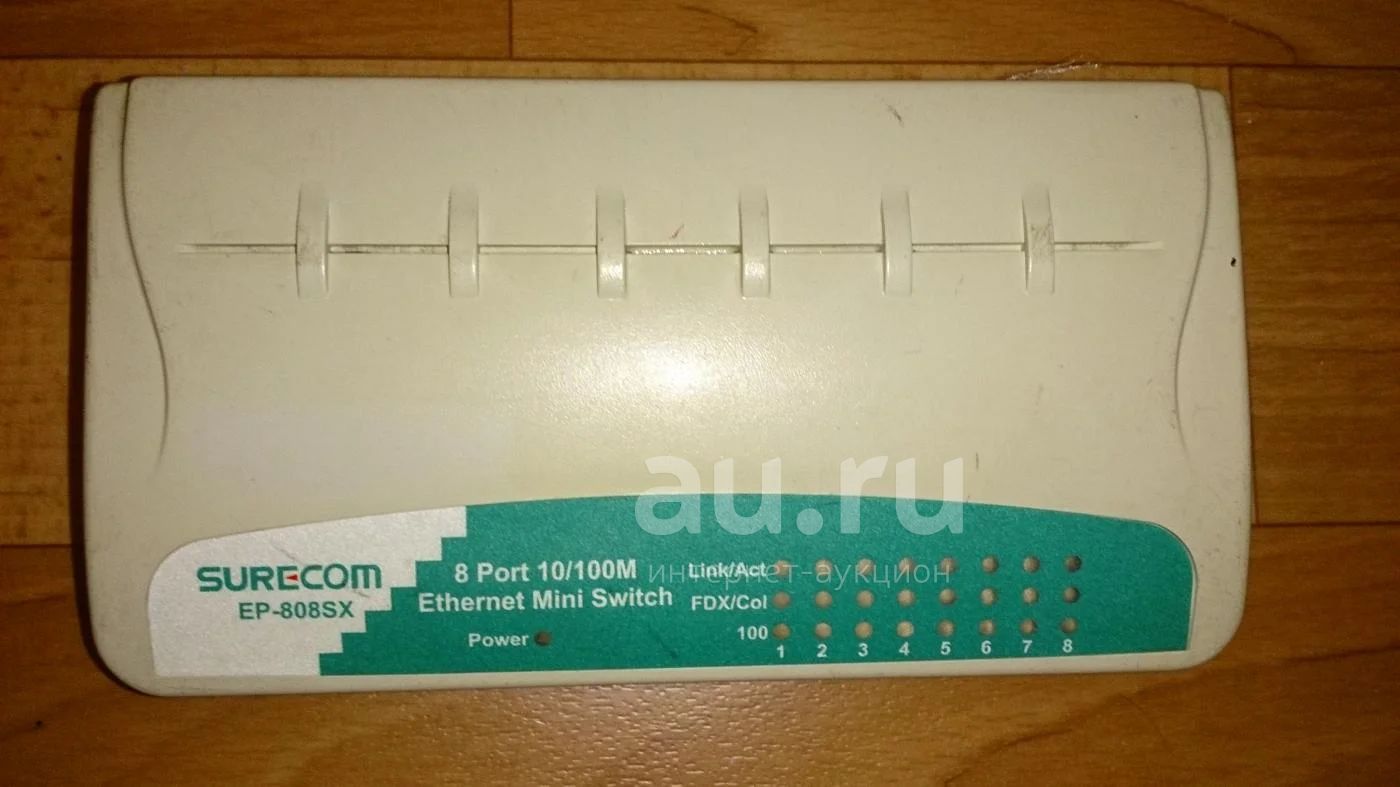 au.ru
интернет-аукцион
SURECOM
EP-808SX
8 Port 10/100M
Ethernet Mini Switch
Power
Link/Act
FDX/Col
100
1 2 3 4 5 6 7 8